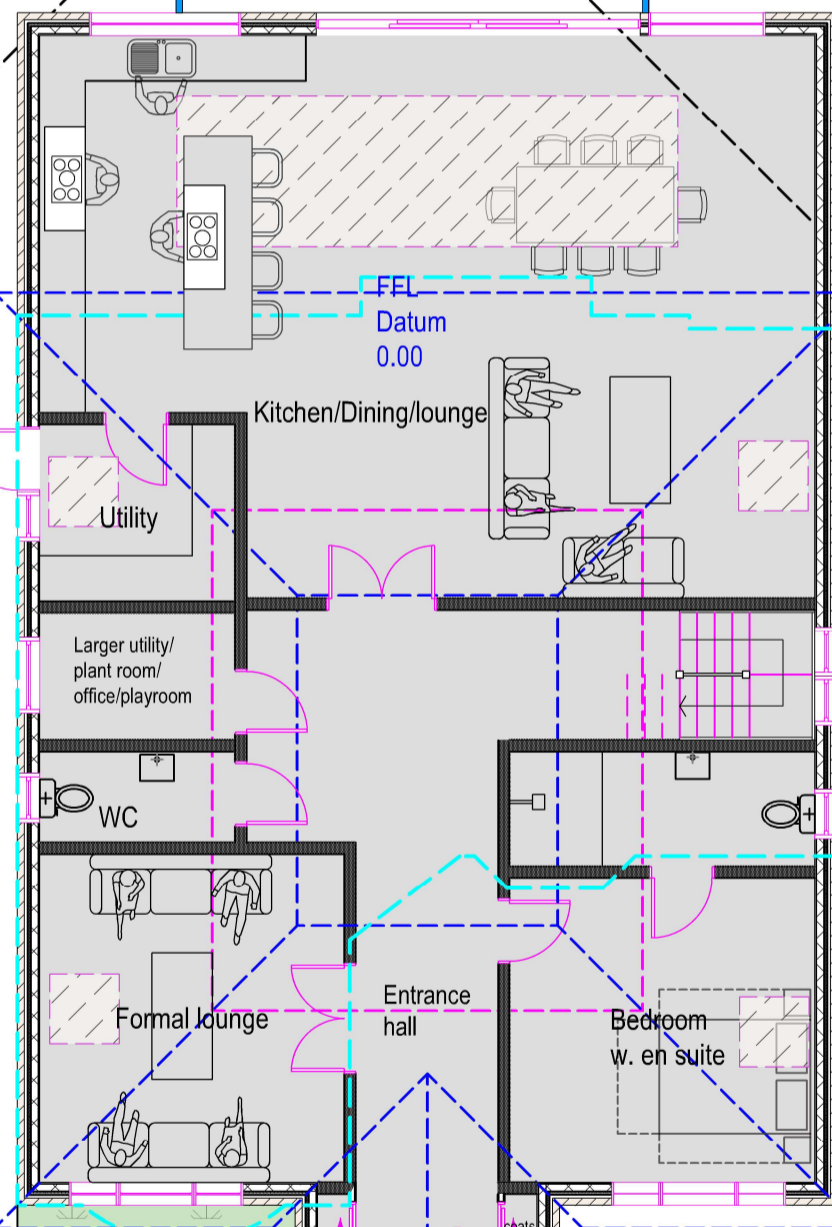 FFL
Datum
0.00
Kitchen/Dining/lounge
Utility
Larger utility/
plant room/
office/playroom
WC
Entrance
hall
Formal lounge
Bedroom
w. en suite